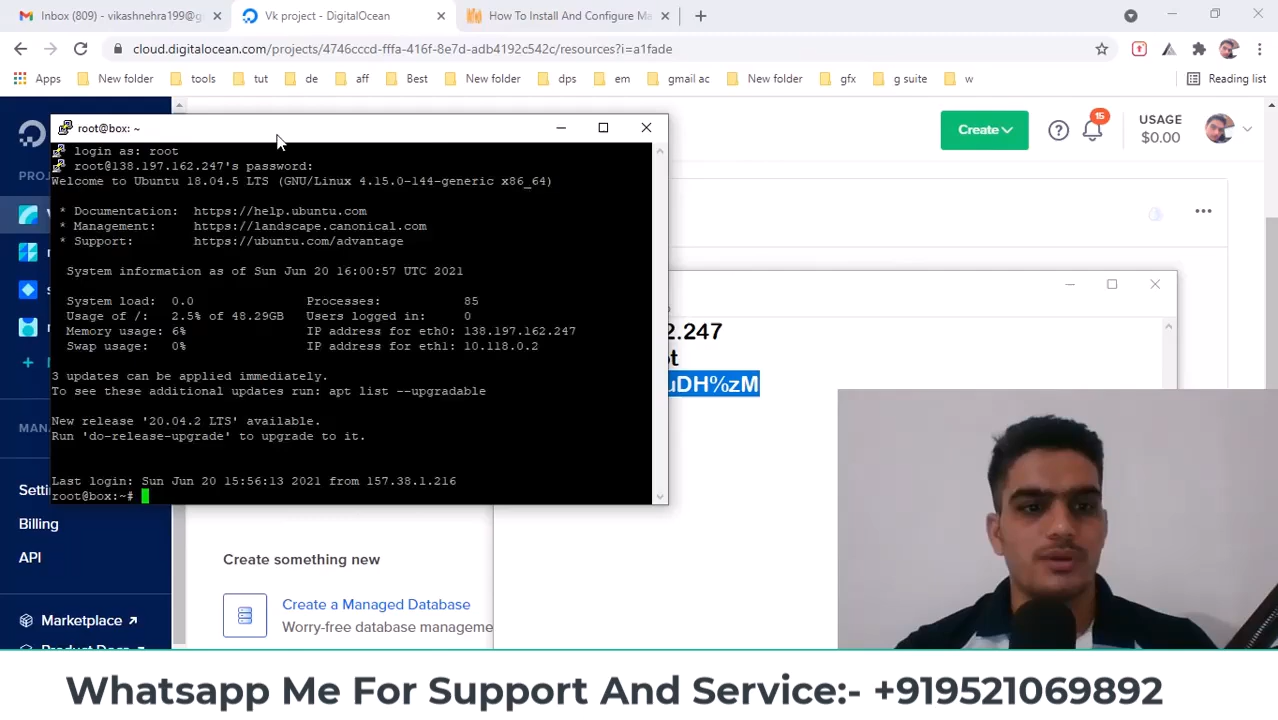 Inbox (809) - vikashnehra199@g
Vk project - DigitalOcean
How To Install And Configure Ma
cloud.digitalocean.com/projects/4746cccd-fffa-416f-8e7d-adb4192c542c/resources?i=a1fade
Apps
New folder
tools
tut
de
aff
Best
New folder
dps
em
gmail ac
New folder
gfx
g suite
w
Reading list
root@box: ~
Create
15
USAGE
$0.00
login as: root
root@138.197.162.247's password:
Welcome to Ubuntu 18.04.5 LTS (GNU/Linux 4.15.0-144-generic x86_64)
* Documentation: https://help.ubuntu.com
* Management: https://landscape.canonical.com
* Support: https://ubuntu.com/advantage
System information as of Sun Jun 20 16:00:57 UTC 2021
System load: 0.0 Processes: 85
Usage of /: 2.5% of 48.29GB Users logged in: 0
Memory usage: 6% IP address for eth0: 138.197.162.247
Swap usage: 0% IP address for eth1: 10.118.0.2
3 updates can be applied immediately.
To see these additional updates run: apt list --upgradable
New release '20.04.2 LTS' available.
Run 'do-release-upgrade' to upgrade to it.
Last login: Sun Jun 20 15:56:13 2021 from 157.38.1.216
root@box:~#
2.247
ot
uDH%zM
PRO
MAN
Setti
Billing
API
Marketplace
Create something new
Create a Managed Database
Worry-free database manageme
Whatsapp Me For Support And Service:- +919521069892